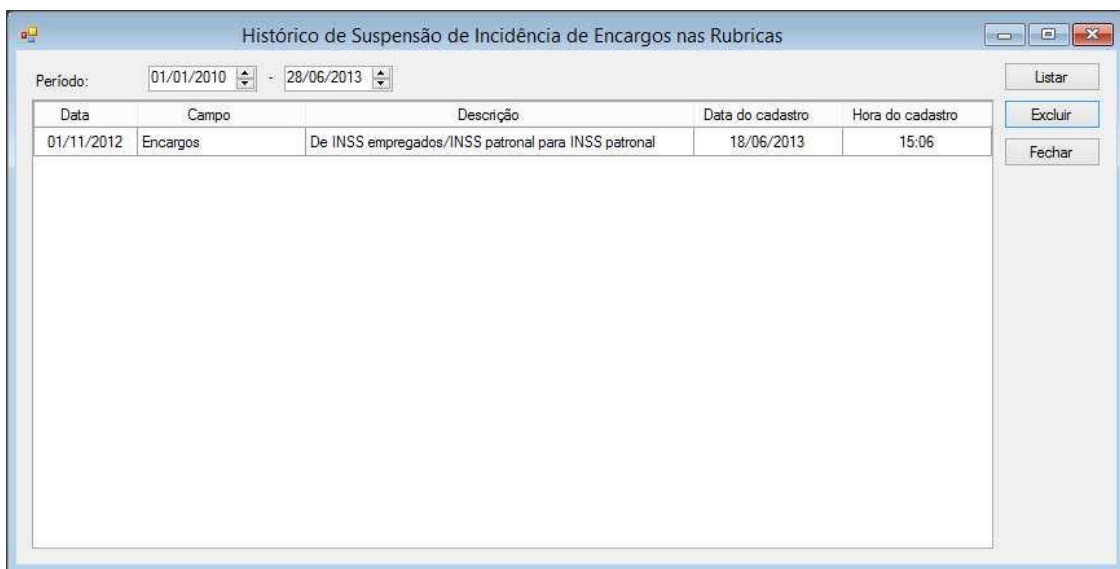 Histórico de Suspensão de Incidência de Encargos nas Rubricas
Período: 01/01/2010 - 28/06/2013 Listar
Data Campo Descrição Data do cadastro Hora do cadastro Excluir
01/11/2012 Encargos De INSS empregados/INSS patronal para INSS patronal 18/06/2013 15:06
Fechar